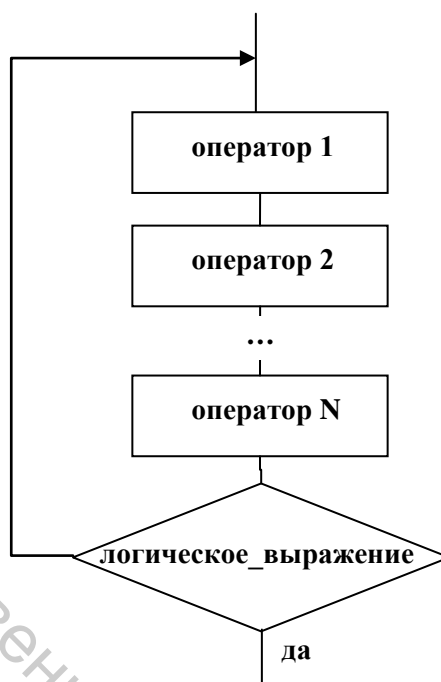 оператор 1
оператор 2
...
оператор N
логическое_выражение
да